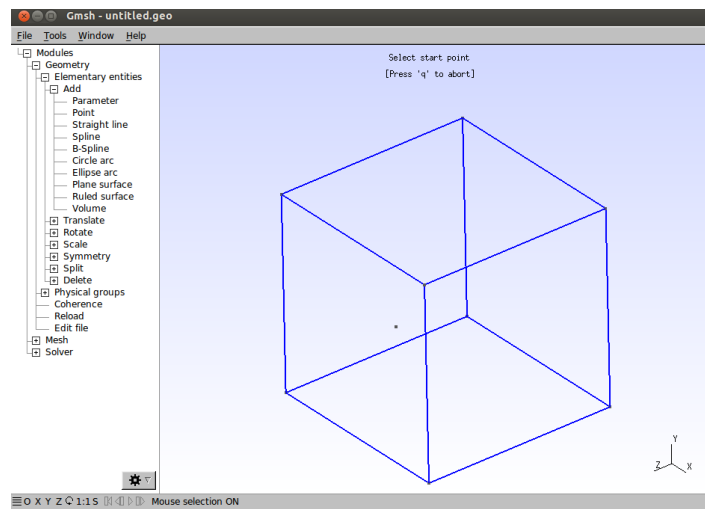 Gmsh - untitled.geo
File Tools Window Help
Modules
Geometry
Elementary entities
Add
Parameter
Point
Straight line
Spline
B-Spline
Circle arc
Ellipse arc
Plane surface
Ruled surface
Volume
Translate
Rotate
Scale
Symmetry
Split
Delete
Physical groups
Coherence
Reload
Edit file
Mesh
Solver
Select start point
[Press 'q' to abort]
Y
Z X
O X Y Z 1:1 S Mouse selection ON